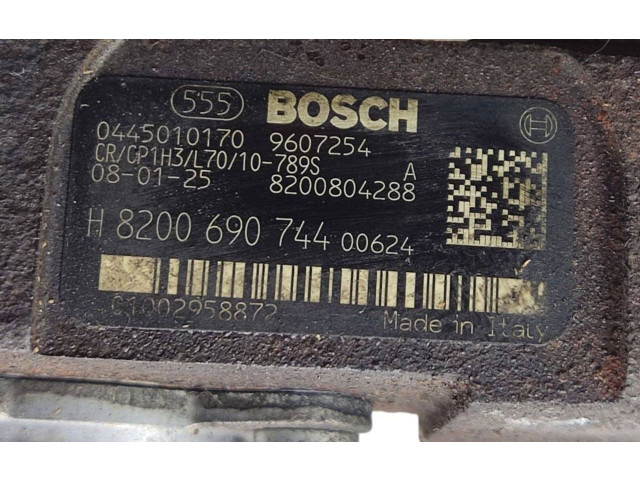 555 BOSCH
0445010170 9607254
CR/CP1H3/L70/10-789S A
08-01-25 8200804288
H 8200 690 744 00624
C1002958872
Made in Italy